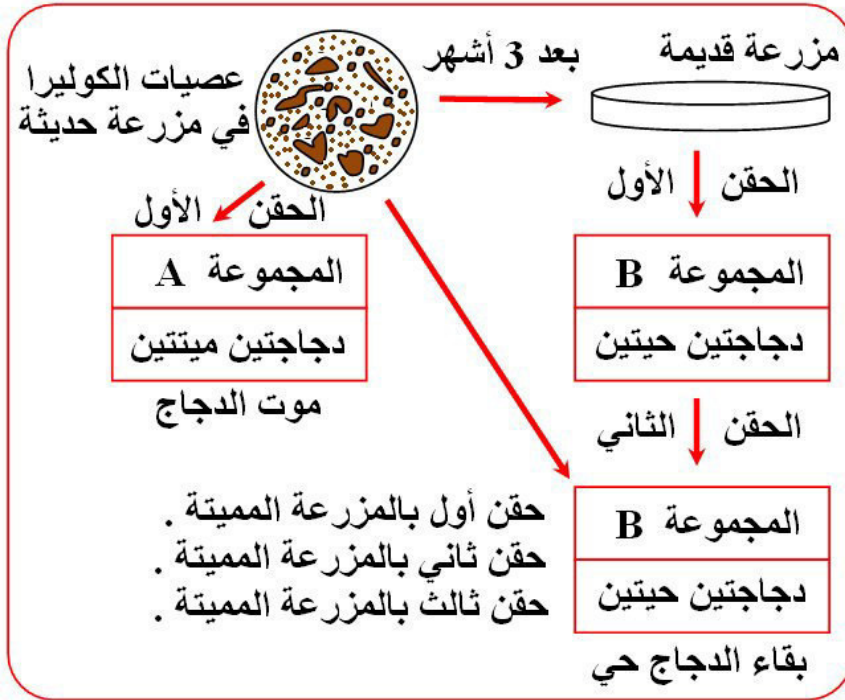 مزرعة قديمة
بعد 3 أشهر
عصيات الكوليرا
في مزرعة حديثة
الحقن الأول
الحقن الأول
المجموعة B
دجاجتين حيتين
المجموعة A
دجاجتين ميتتين
موت الدجاج
الحقن الثاني
المجموعة B
دجاجتين حيتين
حقن أول بالمزرعة المميتة .
حقن ثاني بالمزرعة المميتة .
حقن ثالث بالمزرعة المميتة .
بقاء الدجاج حي